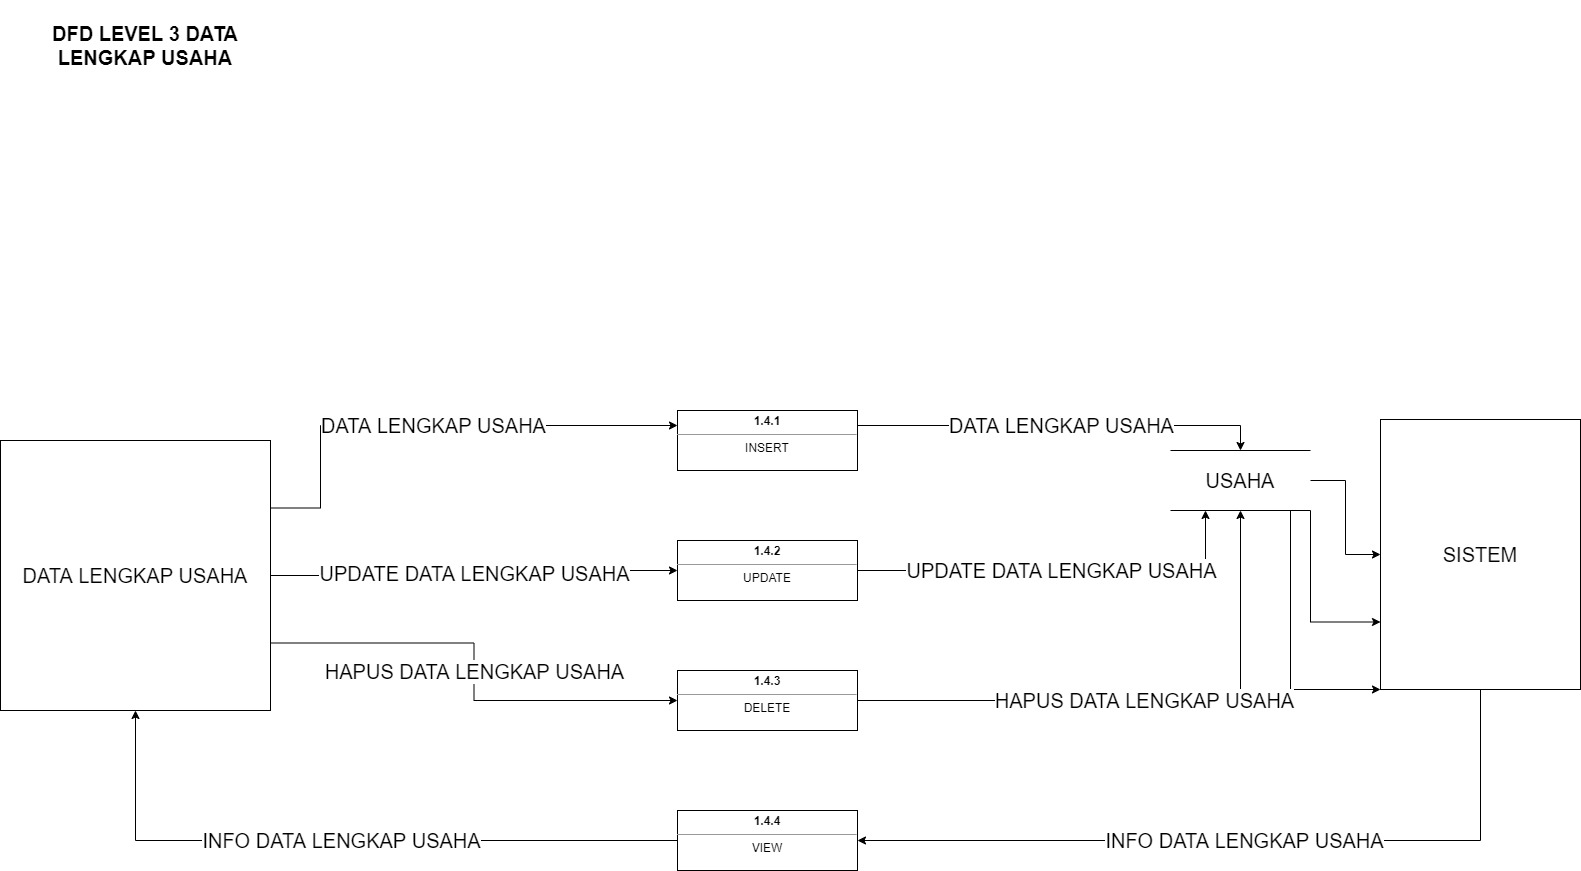 DFD LEVEL 3 DATA
LENGKAP USAHA
DATA LENGKAP USAHA
1.4.1
INSERT
DATA LENGKAP USAHA
USAHA
SISTEM
DATA LENGKAP USAHA
UPDATE DATA LENGKAP USAHA
1.4.2
UPDATE
UPDATE DATA LENGKAP USAHA
HAPUS DATA LENGKAP USAHA
1.4.3
DELETE
HAPUS DATA LENGKAP USAHA
INFO DATA LENGKAP USAHA
1.4.4
VIEW
INFO DATA LENGKAP USAHA